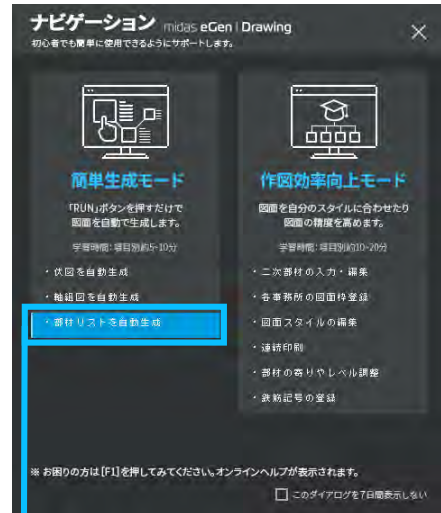 ナビゲーション midas eGen | Drawing
初心者でも簡単に使用できるようにサポートします。
簡単生成モード
「RUN」ボタンを押すだけで
図面を自動で生成します。
学習時間:項目別約5-10分
・伏図を自動生成
・軸組図を自動生成
・部材リストを自動生成
作図効率向上モード
図面を自分のスタイルに合わせたり
図面の精度を高めます。
学習時間:項目別約10-20分
・二次部材の入力・編集
・各事務所の図面枠登録
・図面スタイルの編集
・連続印刷
・部材の寄りやレベル調整
・鉄筋記号の登録
※ お困りの方は[F1]を押してみてください。オンラインヘルプが表示されます。
このダイアログを7日間表示しない